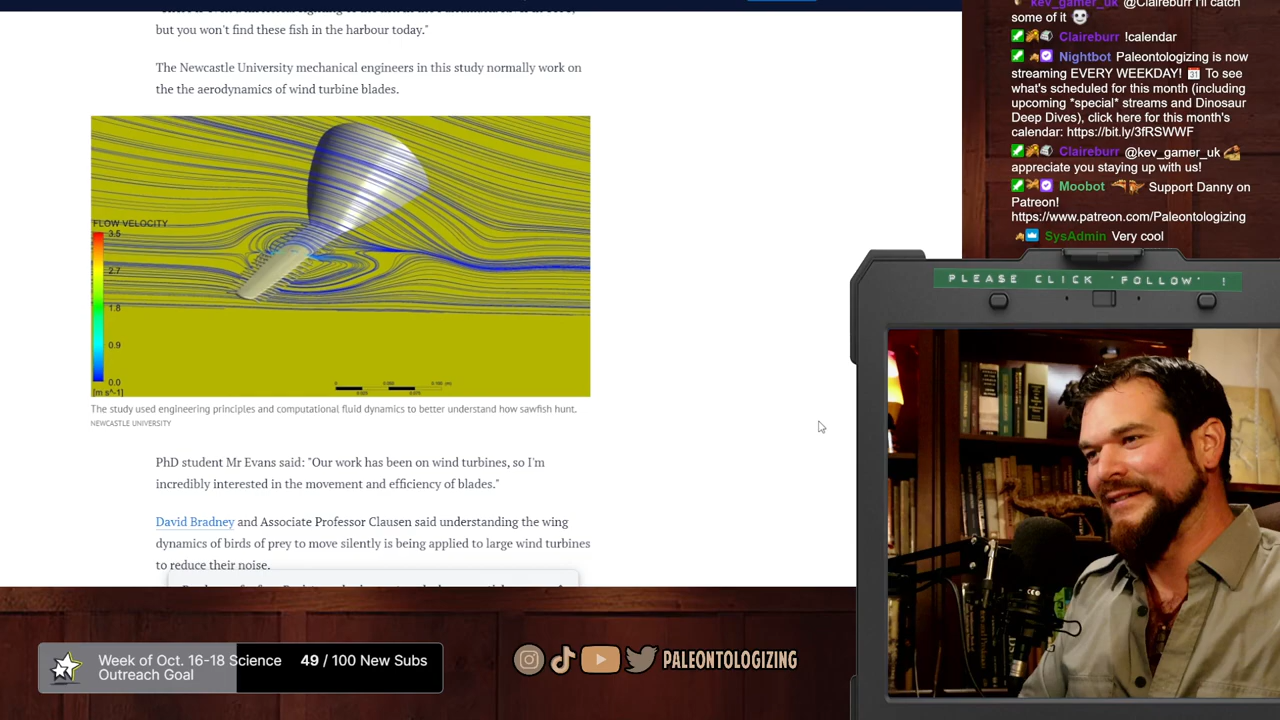 but you won't find these fish in the harbour today."
The Newcastle University mechanical engineers in this study normally work on
the the aerodynamics of wind turbine blades.
FLOW VELOCITY
3.5
2.7
1.8
0.9
0.0
[m s^-1]
The study used engineering principles and computational fluid dynamics to better understand how sawfish hunt.
NEWCASTLE UNIVERSITY
PhD student Mr Evans said: "Our work has been on wind turbines, so I'm
incredibly interested in the movement and efficiency of blades."
David Bradney and Associate Professor Clausen said understanding the wing
dynamics of birds of prey to move silently is being applied to large wind turbines
to reduce their noise.
kev_gamer_uk @Claireburr I'll catch
some of it
Claireburr !calendar
Nightbot Paleontologizing is now
streaming EVERY WEEKDAY! To see
what's scheduled for this month (including
upcoming *special* streams and Dinosaur
Deep Dives), click here for this month's
calendar: https://bit.ly/3fRSWWF
Claireburr @kev_gamer_uk
appreciate you staying up with us!
Moobot Support Danny on
Patreon!
https://www.patreon.com/Paleontologizing
SysAdmin Very cool
PLEASE CLICK 'FOLLOW' !
Week of Oct. 16-18 Science
Outreach Goal
49 / 100 New Subs
PALEONTOLOGIZING